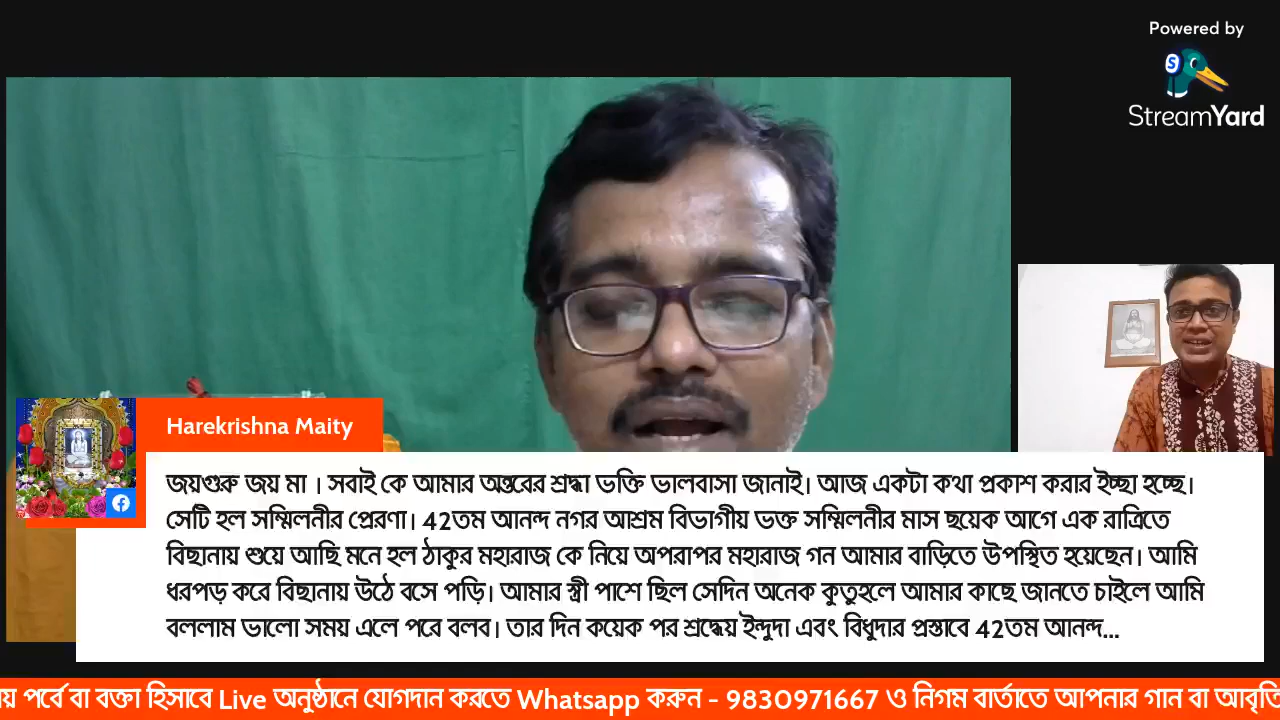 Powered by
StreamYard
Harekrishna Maity
জয়গুরু জয় মা । সবাই কে আমার অন্তরের শ্রদ্ধা ভক্তি ভালবাসা জানাই। আজ একটা কথা প্রকাশ করার ইচ্ছা হচ্ছে।
সেটি হল সম্মিলনীর প্রেরণা। 42তম আনন্দ নগর আশ্রম বিভাগীয় ভক্ত সম্মিলনীর মাস ছয়েক আগে এক রাত্রিতে
বিছানায় শুয়ে আছি মনে হল ঠাকুর মহারাজ কে নিয়ে অপরাপর মহারাজ গন আমার বাড়িতে উপস্থিত হয়েছেন। আমি
ধরপড় করে বিছানায় উঠে বসে পড়ি। আমার স্ত্রী পাশে ছিল সেদিন অনেক কুতুহলে আমার কাছে জানতে চাইলে আমি
বললাম ভালো সময় এলে পরে বলব। তার দিন কয়েক পর শ্রদ্ধেয় ইন্দুদা এবং বিধুদার প্রস্তাবে 42তম আনন্দ...
য় পর্বে বা বক্তা হিসাবে Live অনুষ্ঠানে যোগদান করতে Whatsapp করুন - 9830971667 ও নিগম বার্তাতে আপনার গান বা আবৃতি